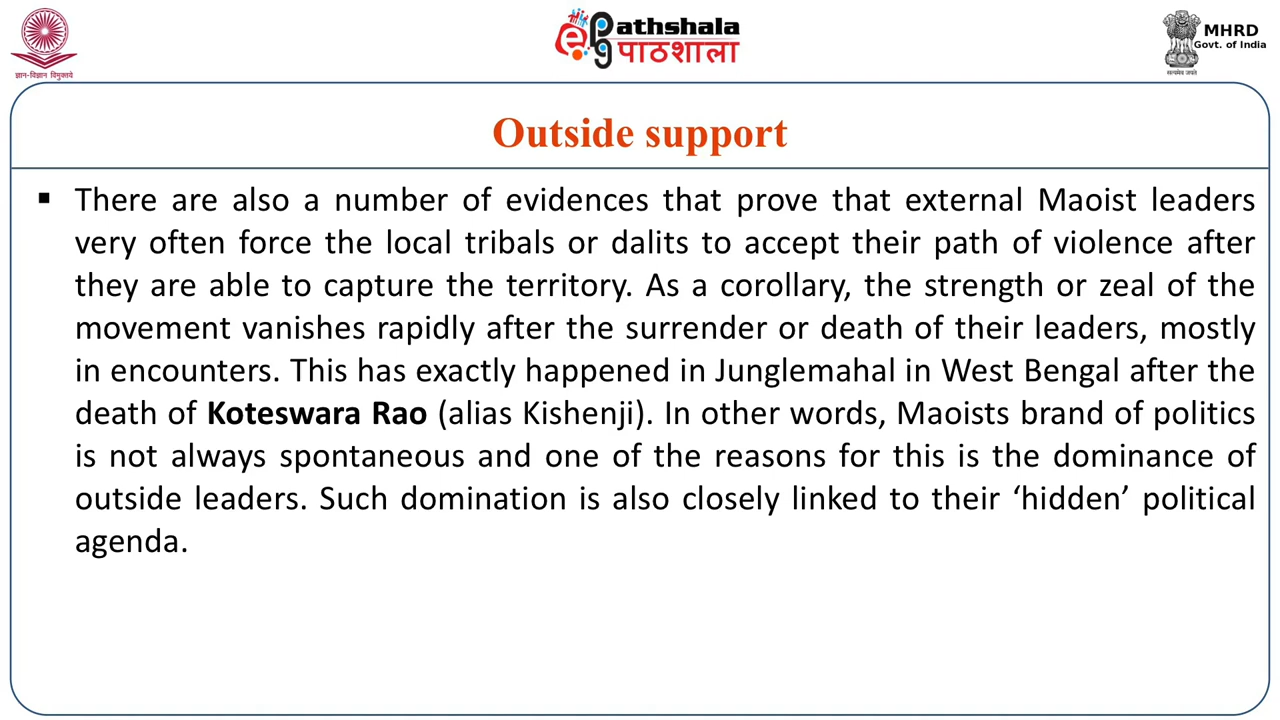 ज्ञान-विज्ञान विमुक्तये
ePathshala
पाठशाला
सत्यमेव जयते
MHRD
Govt. of India
Outside support
▪ There are also a number of evidences that prove that external Maoist leaders
very often force the local tribals or dalits to accept their path of violence after
they are able to capture the territory. As a corollary, the strength or zeal of the
movement vanishes rapidly after the surrender or death of their leaders, mostly
in encounters. This has exactly happened in Junglemahal in West Bengal after the
death of Koteswara Rao (alias Kishenji). In other words, Maoists brand of politics
is not always spontaneous and one of the reasons for this is the dominance of
outside leaders. Such domination is also closely linked to their ‘hidden’ political
agenda.